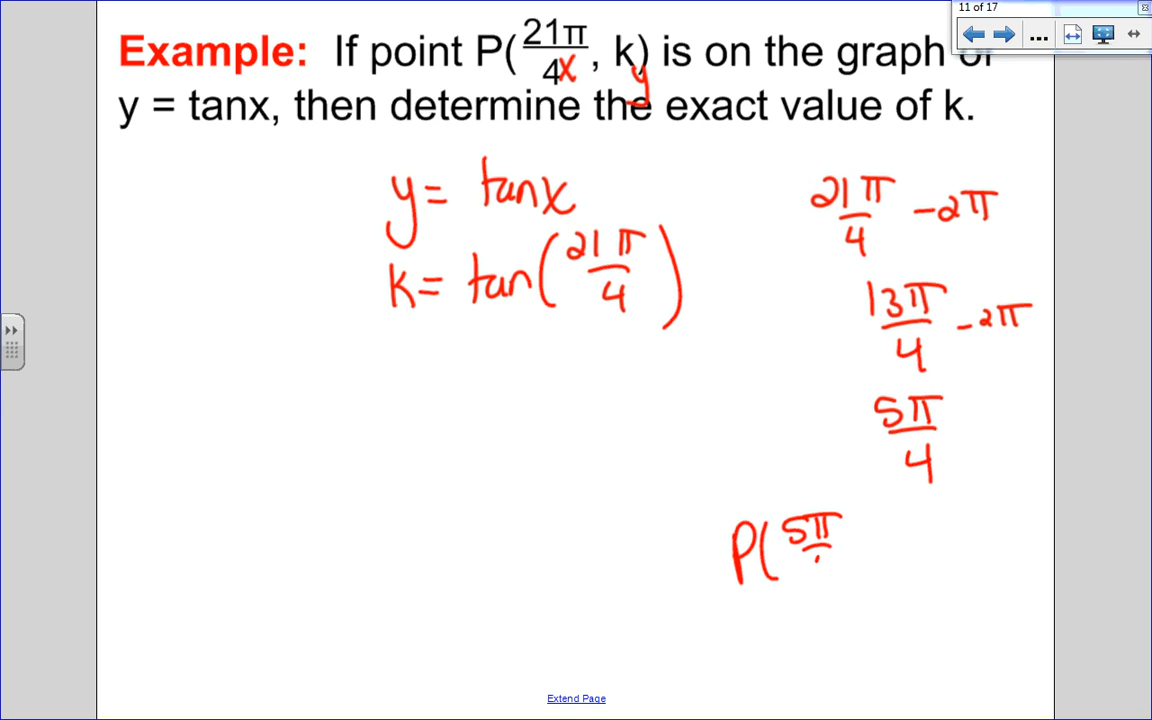 11 of 17
Example: If point P(21π/4, k) is on the graph of
x
y
y = tanx, then determine the exact value of k.
y = tanx
k = tan(21π/4)
21π/4 - 2π
13π/4 - 2π
5π/4
P(5π
Extend Page